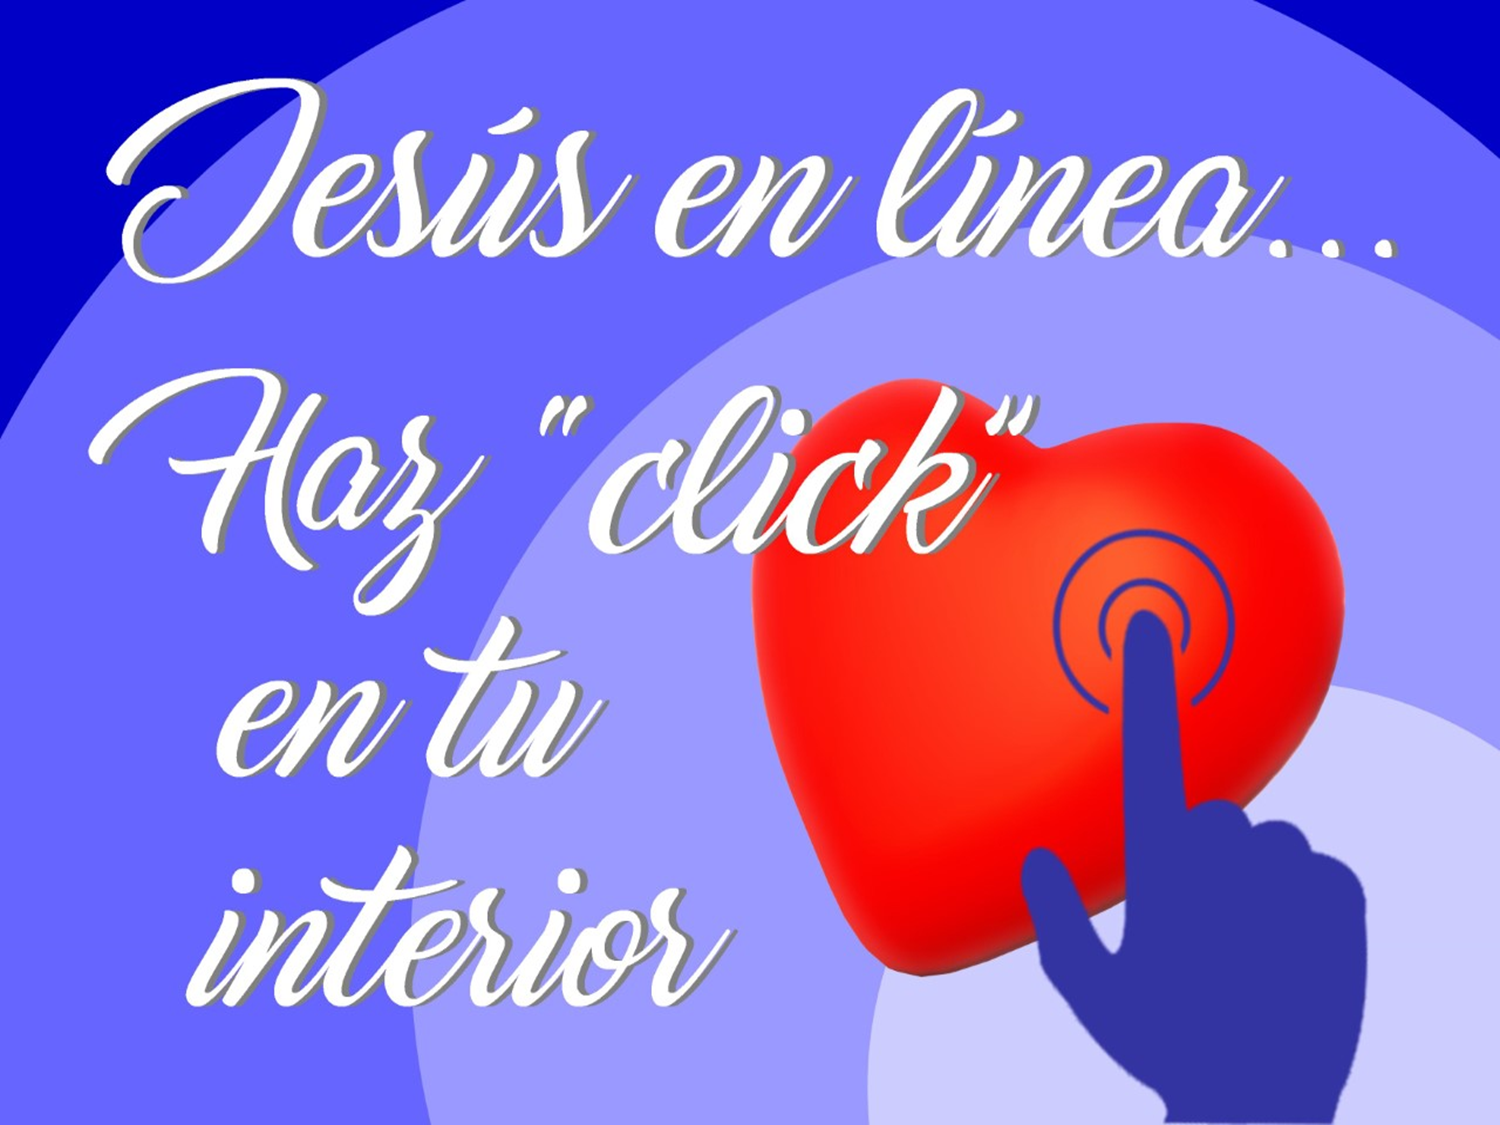 Jesús en línea...
Haz "click"
en tu
interior